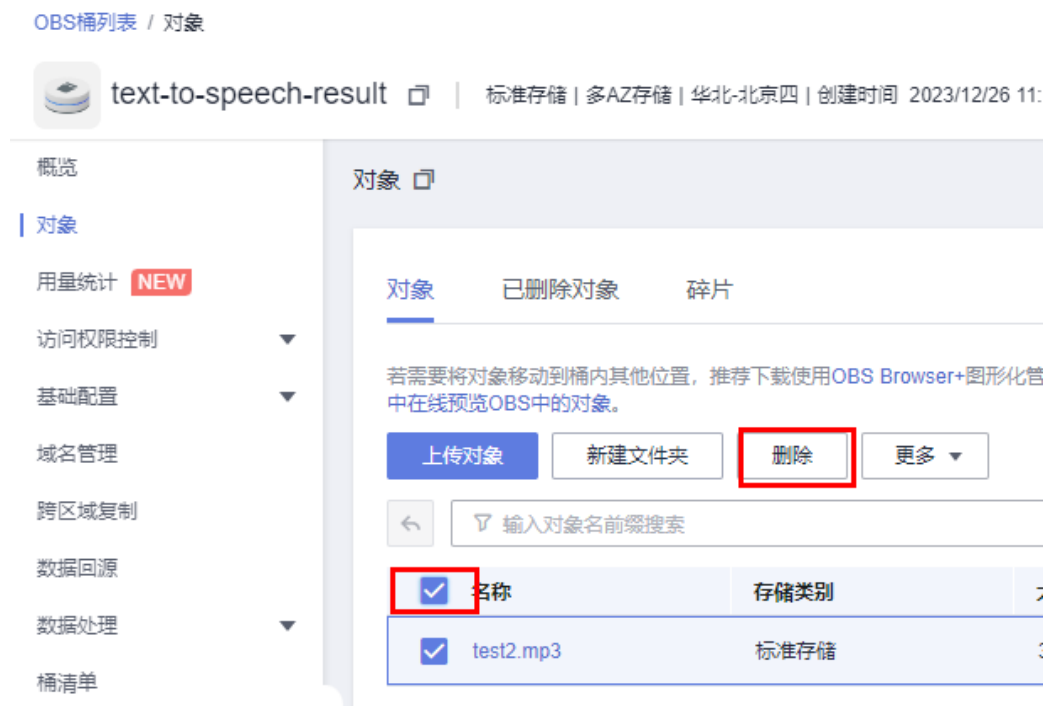 OBS桶列表 / 对象
text-to-speech-result
标准存储 | 多AZ存储 | 华北-北京四 | 创建时间 2023/12/26 11:
概览
对象
对象
用量统计 NEW
对象 已删除对象 碎片
访问权限控制
若需要将对象移动到桶内其他位置，推荐下载使用OBS Browser+图形化管
基础配置
中在线预览OBS中的对象。
域名管理
上传对象 新建文件夹 删除 更多
跨区域复制
输入对象名前缀搜索
数据回源
名称 存储类别
数据处理
test2.mp3 标准存储
桶清单